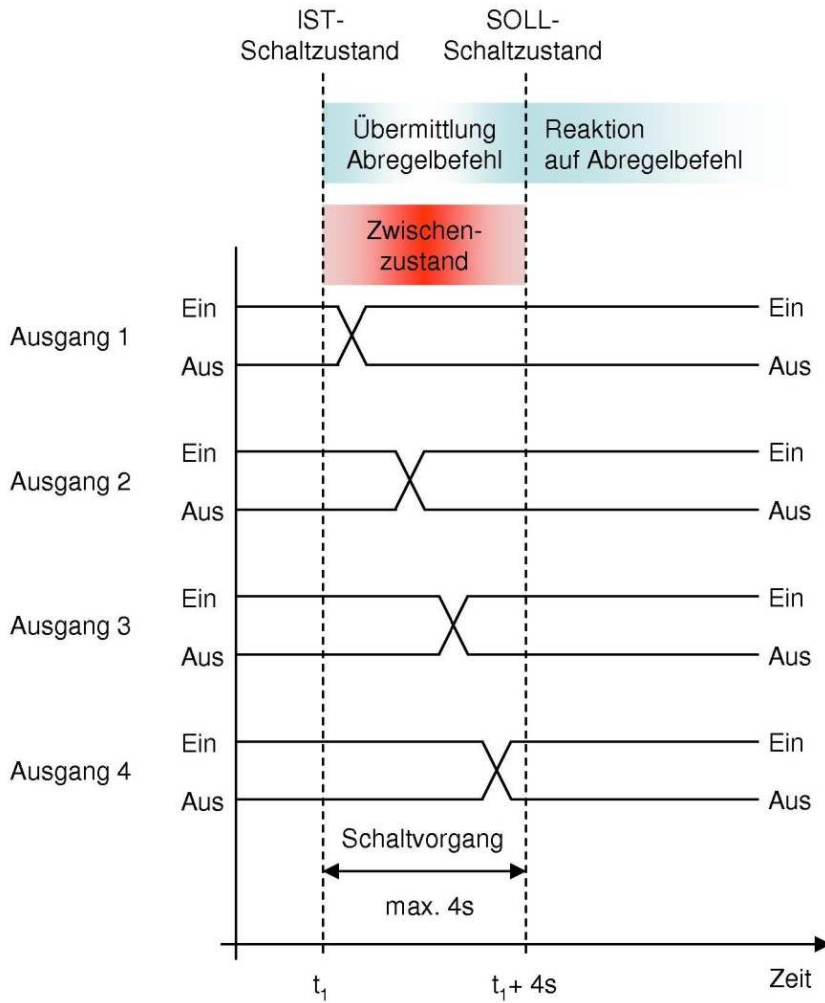 IST-
Schaltzustand
SOLL-
Schaltzustand
Übermittlung
Abregelbefehl
Reaktion
auf Abregelbefehl
Zwischen-
zustand
Ausgang 1
Ein
Aus
Ein
Aus
Ausgang 2
Ein
Aus
Ein
Aus
Ausgang 3
Ein
Aus
Ein
Aus
Ausgang 4
Ein
Aus
Ein
Aus
Schaltvorgang
max. 4s
t₁
t₁+ 4s
Zeit